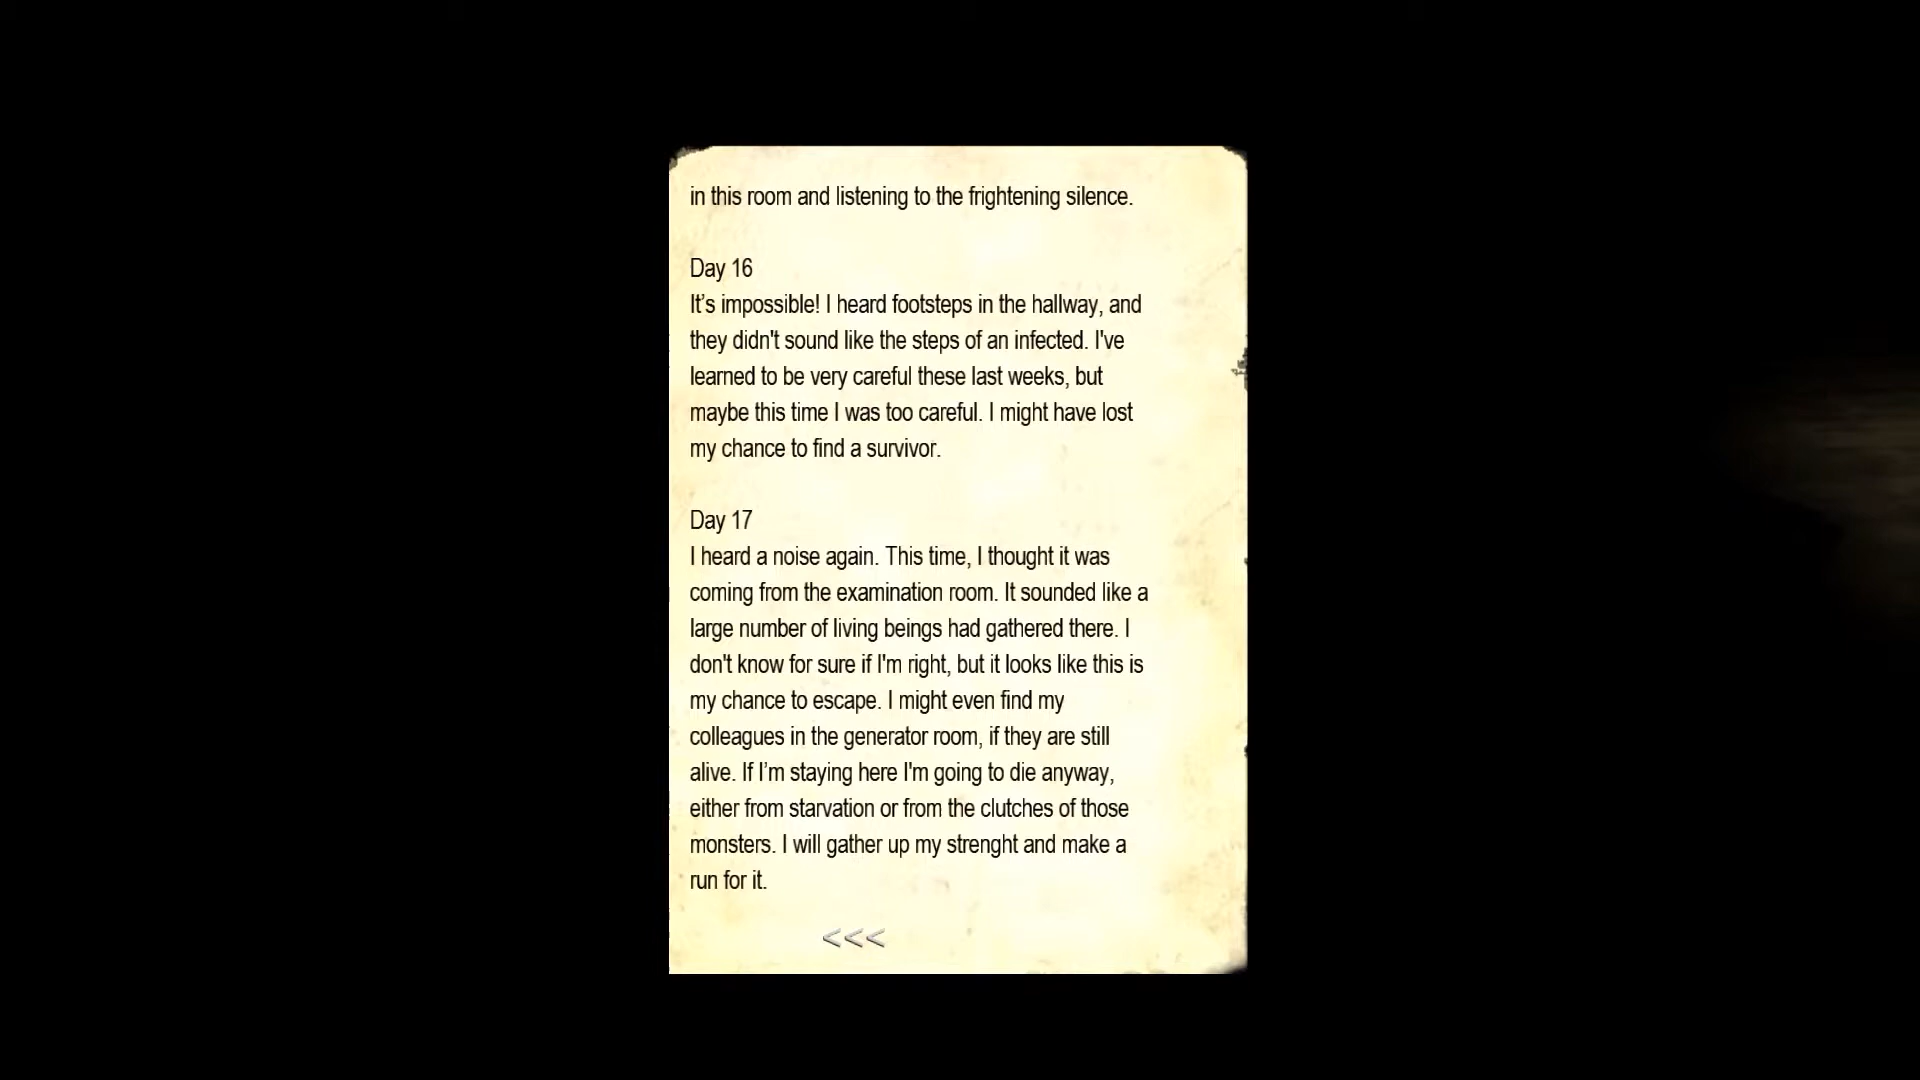 in this room and listening to the frightening silence.
Day 16
It’s impossible! I heard footsteps in the hallway, and
they didn't sound like the steps of an infected. I've
learned to be very careful these last weeks, but
maybe this time I was too careful. I might have lost
my chance to find a survivor.
Day 17
I heard a noise again. This time, I thought it was
coming from the examination room. It sounded like a
large number of living beings had gathered there. I
don't know for sure if I'm right, but it looks like this is
my chance to escape. I might even find my
colleagues in the generator room, if they are still
alive. If I’m staying here I'm going to die anyway,
either from starvation or from the clutches of those
monsters. I will gather up my strenght and make a
run for it.
<<<